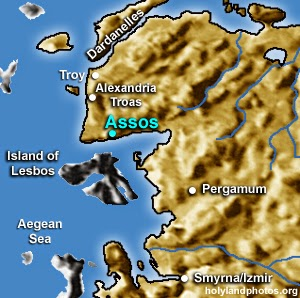 Dardanelles
Troy
Alexandria
Troas
Assos
Island of
Lesbos
Pergamum
Aegean
Sea
Smyrna/Izmir
holylandphotos.org